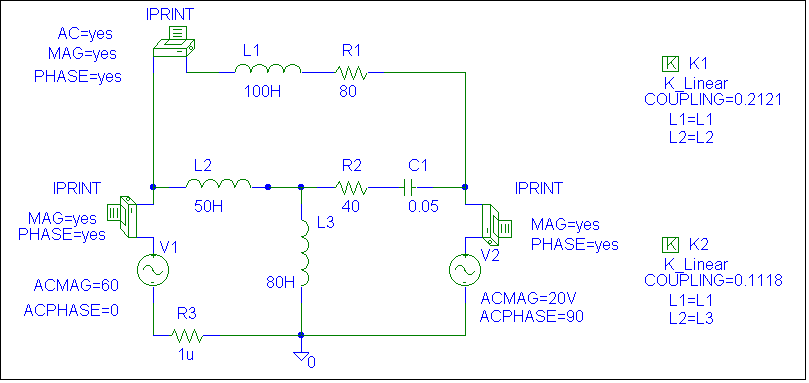 IPRINT
AC=yes
MAG=yes
PHASE=yes
L1
100H
R1
80
K K1
K_Linear
COUPLING=0.2121
L1=L1
L2=L2
IPRINT
MAG=yes
PHASE=yes
L2
50H
R2
40
C1
0.05
IPRINT
MAG=yes
PHASE=yes
L3
80H
V1
ACMAG=60
ACPHASE=0
V2
ACMAG=20V
ACPHASE=90
K K2
K_Linear
COUPLING=0.1118
L1=L1
L2=L3
R3
1u
0